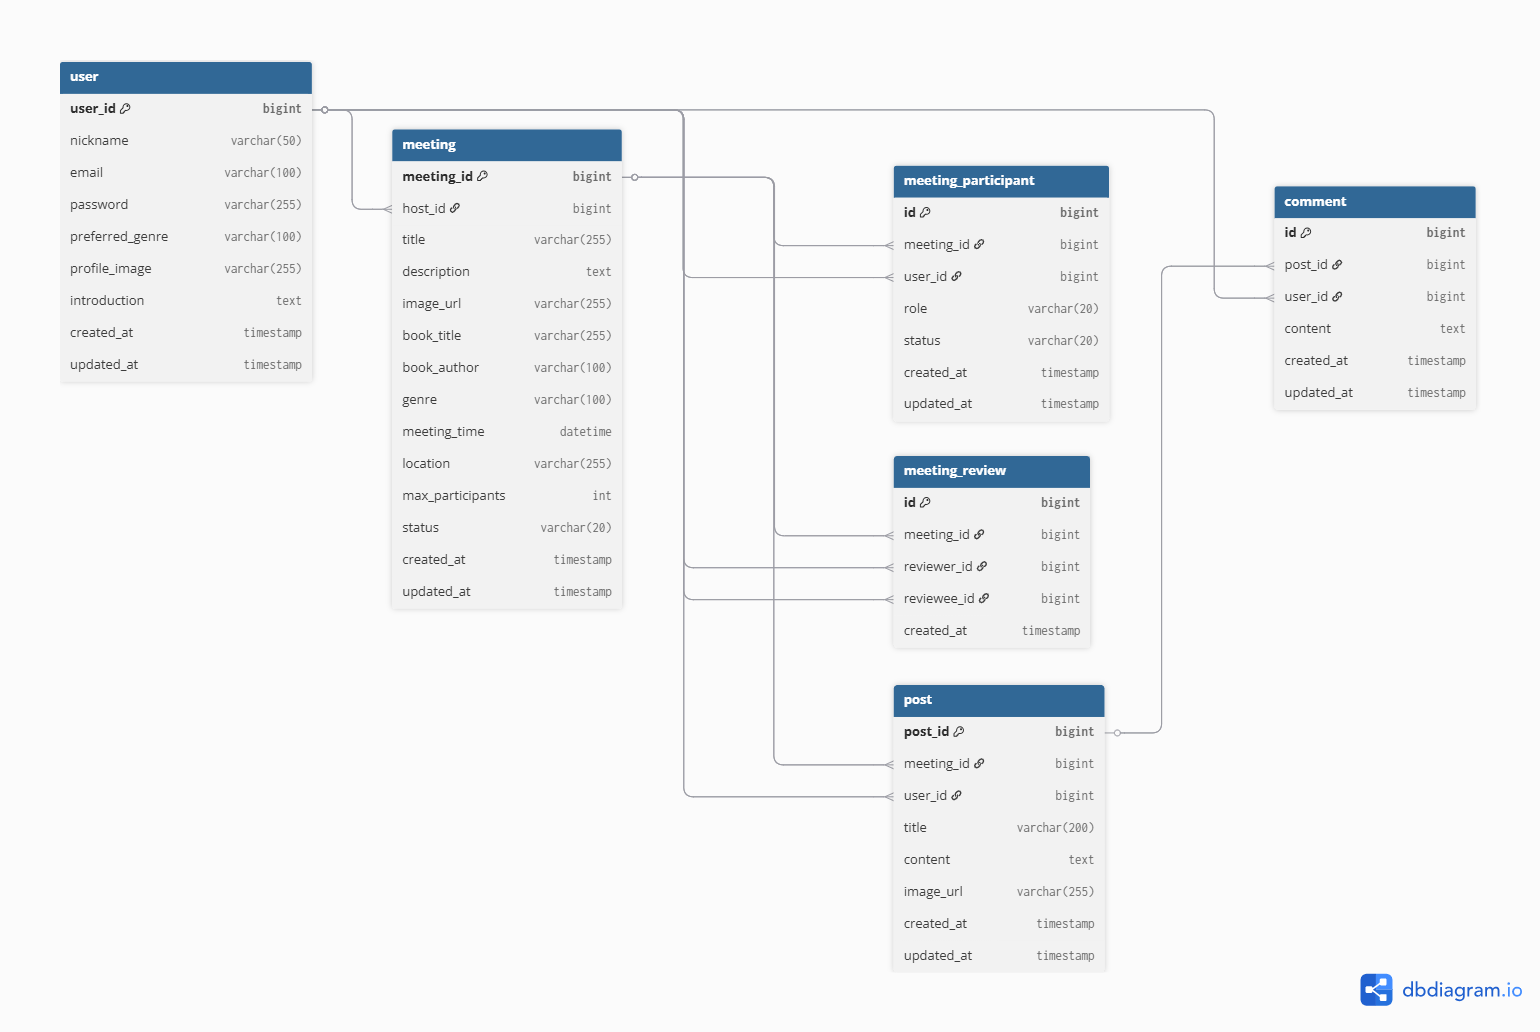 user
user_id bigint
nickname varchar(50)
email varchar(100)
password varchar(255)
preferred_genre varchar(100)
profile_image varchar(255)
introduction text
created_at timestamp
updated_at timestamp
meeting
meeting_id bigint
host_id bigint
title varchar(255)
description text
image_url varchar(255)
book_title varchar(255)
book_author varchar(100)
genre varchar(100)
meeting_time datetime
location varchar(255)
max_participants int
status varchar(20)
created_at timestamp
updated_at timestamp
meeting_participant
id bigint
meeting_id bigint
user_id bigint
role varchar(20)
status varchar(20)
created_at timestamp
updated_at timestamp
meeting_review
id bigint
meeting_id bigint
reviewer_id bigint
reviewee_id bigint
created_at timestamp
post
post_id bigint
meeting_id bigint
user_id bigint
title varchar(200)
content text
image_url varchar(255)
created_at timestamp
updated_at timestamp
comment
id bigint
post_id bigint
user_id bigint
content text
created_at timestamp
updated_at timestamp
dbdiagram.io